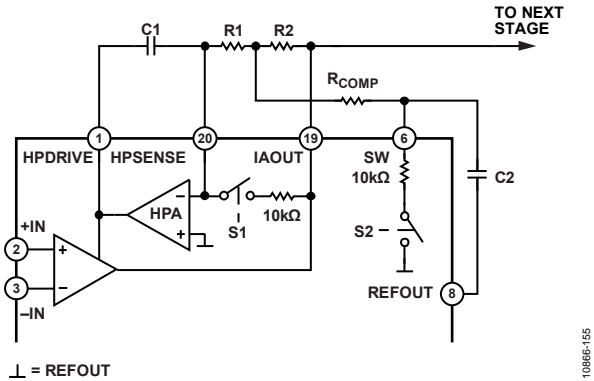 TO NEXT
STAGE
C1
R1
R2
RCOMP
1
20
19
6
HPDRIVE
HPSENSE
IAOUT
SW
10kΩ
C2
HPA
−
+
S1
10kΩ
S2
+IN
2
+
3
−
−IN
REFOUT
8
⊥ = REFOUT
10866-155